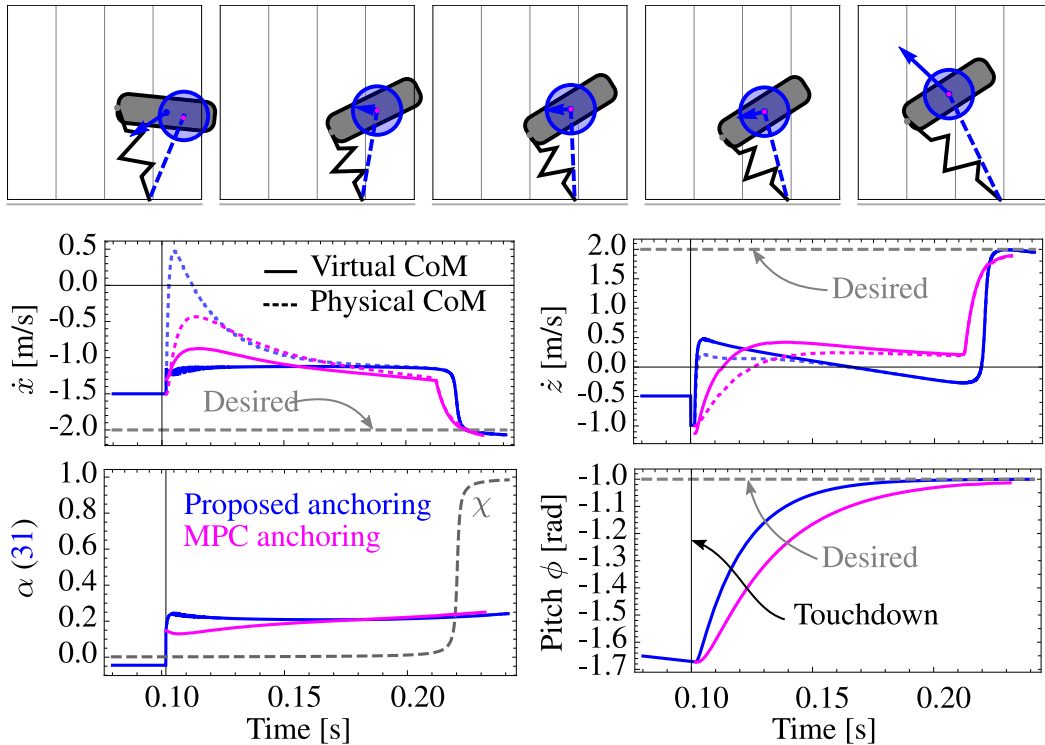 0.5
0.0
-0.5
-1.0
-1.5
-2.0
ẋ [m/s]
Virtual CoM
Physical CoM
Desired
2.0
1.5
1.0
0.5
0.0
-0.5
-1.0
ż [m/s]
Desired
1.0
0.8
0.6
0.4
0.2
0.0
α (31)
Proposed anchoring
MPC anchoring
χ
0.10
0.15
0.20
Time [s]
-1.0
-1.1
-1.2
-1.3
-1.4
-1.5
-1.6
-1.7
Pitch ϕ [rad]
Desired
Touchdown
0.10
0.15
0.20
Time [s]